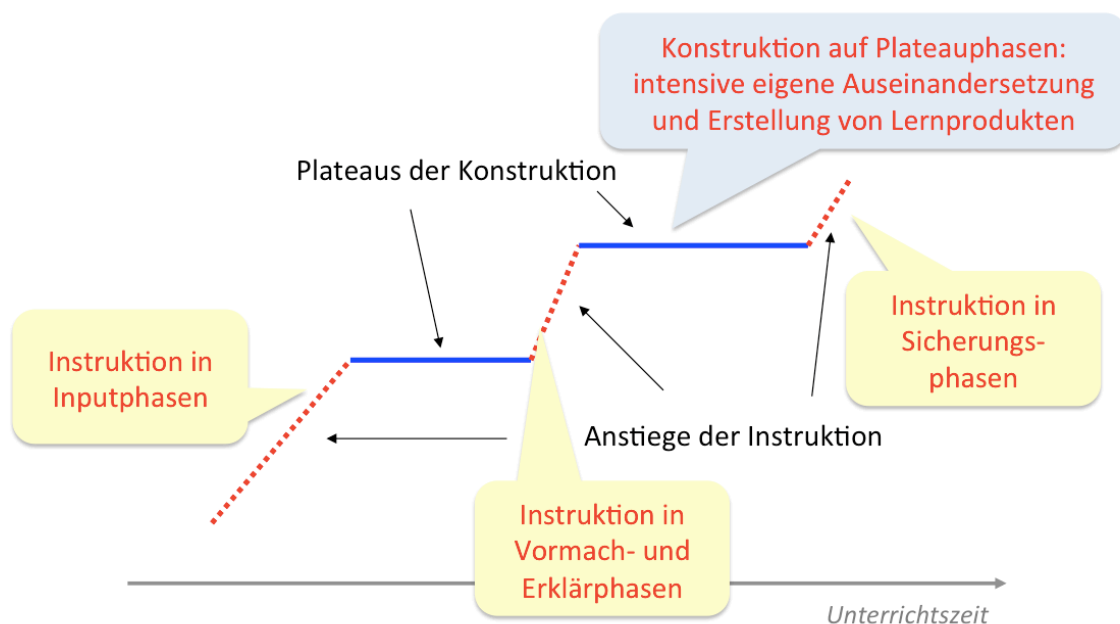 Konstruktion auf Plateauphasen:
intensive eigene Auseinandersetzung
und Erstellung von Lernprodukten
Plateaus der Konstruktion
Instruktion in
Inputphasen
Instruktion in
Sicherungs-
phasen
Anstiege der Instruktion
Instruktion in
Vormach- und
Erklärphasen
Unterrichtszeit